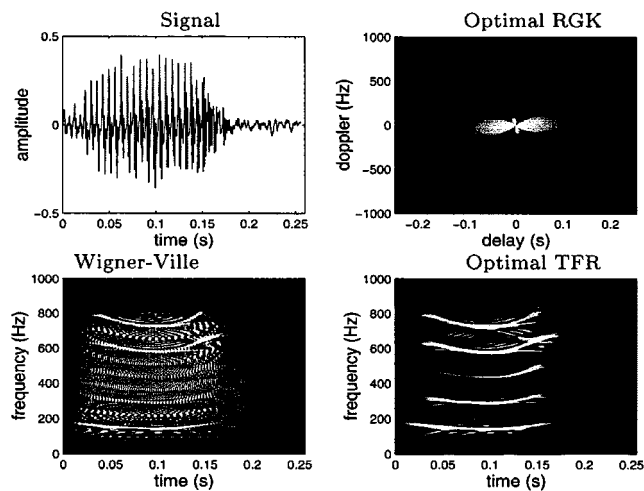 Signal
0.5
0
-0.5
amplitude
0 0.05 0.1 0.15 0.2 0.25
time (s)
Optimal RGK
1000
500
0
-500
-1000
doppler (Hz)
-0.2 -0.1 0 0.1 0.2
delay (s)
Wigner-Ville
1000
800
600
400
200
0
frequency (Hz)
0 0.05 0.1 0.15 0.2 0.25
time (s)
Optimal TFR
1000
800
600
400
200
0
frequency (Hz)
0 0.05 0.1 0.15 0.2 0.25
time (s)